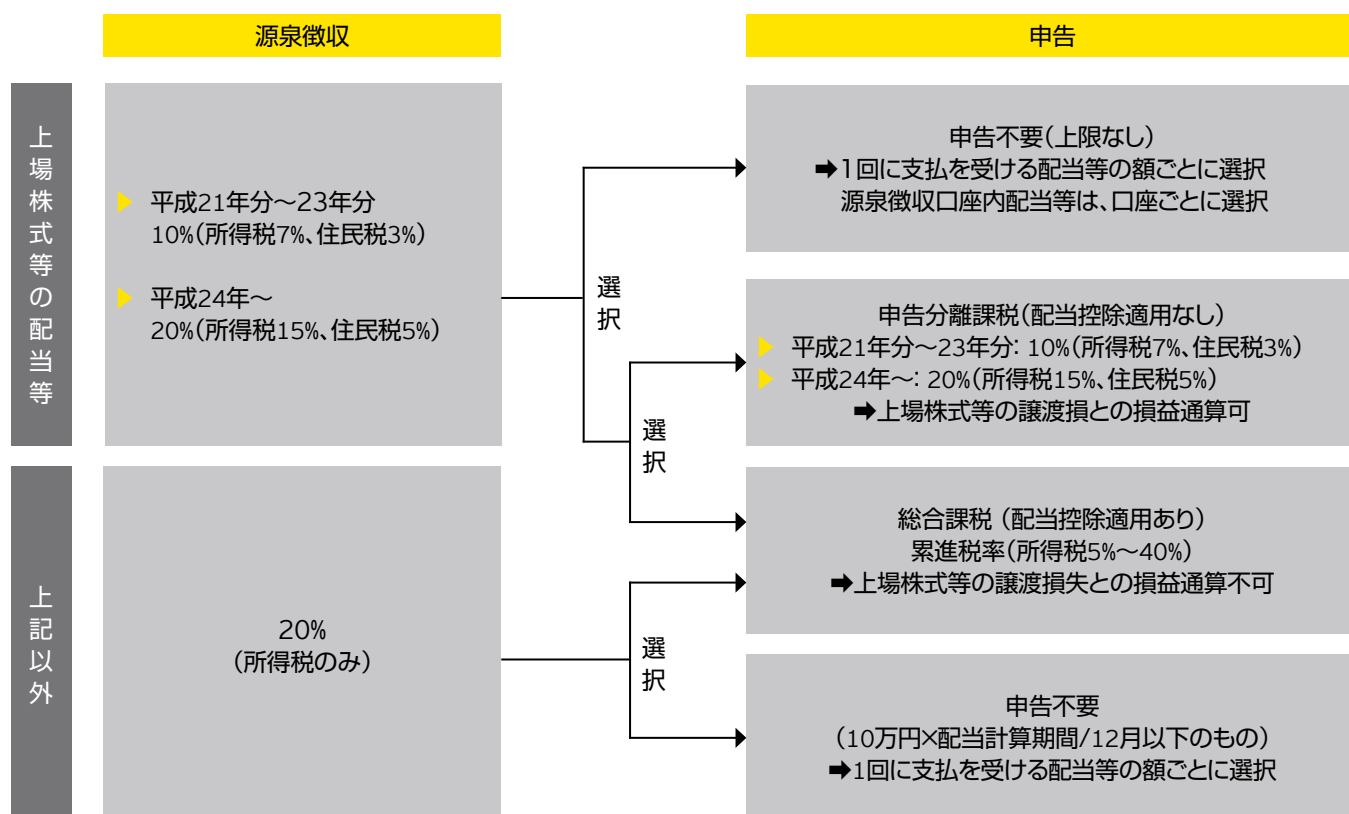 源泉徴収
申告
上場株式等の配当等
▶ 平成21年分～23年分
10%(所得税7%、住民税3%)
▶ 平成24年～
20%(所得税15%、住民税5%)
選択
申告不要(上限なし)
➡1回に支払を受ける配当等の額ごとに選択
源泉徴収口座内配当等は、口座ごとに選択
選択
申告分離課税(配当控除適用なし)
▶ 平成21年分～23年分: 10%(所得税7%、住民税3%)
▶ 平成24年～: 20%(所得税15%、住民税5%)
➡上場株式等の譲渡損との損益通算可
総合課税 (配当控除適用あり)
累進税率(所得税5%～40%)
➡上場株式等の譲渡損失との損益通算不可
上記以外
20%
(所得税のみ)
選択
申告不要
(10万円×配当計算期間/12月以下のもの)
➡1回に支払を受ける配当等の額ごとに選択